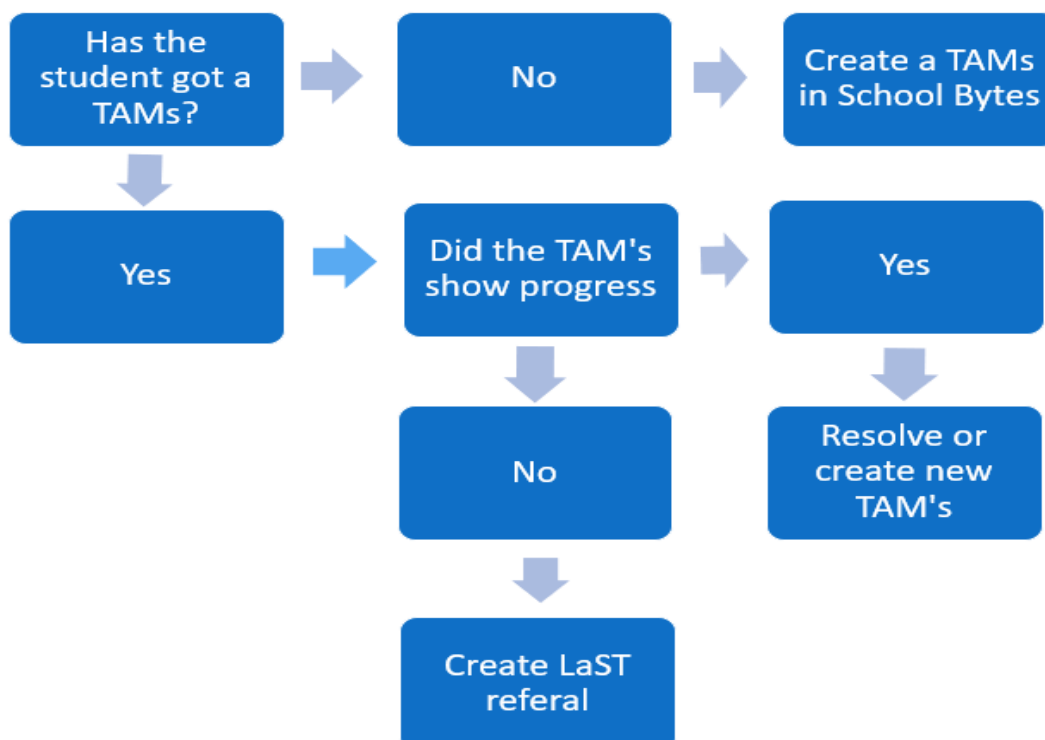 Has the
student got a
TAMs?
No
Create a TAMs
in School Bytes
Yes
Did the TAM's
show progress
Yes
No
Resolve or
create new
TAM's
Create LaST
referal